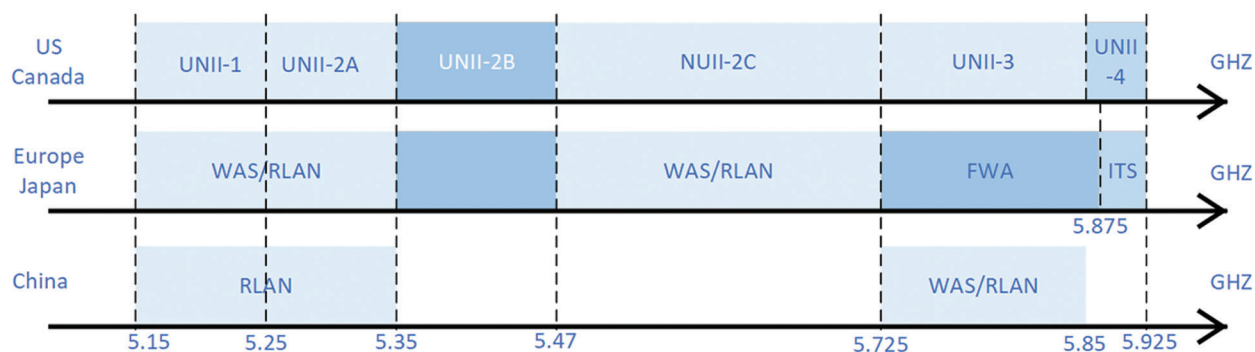 US
Canada
UNII-1
UNII-2A
UNII-2B
NUII-2C
UNII-3
UNII
-4
GHZ
Europe
Japan
WAS/RLAN
WAS/RLAN
FWA
ITS
GHZ
5.875
China
RLAN
WAS/RLAN
GHZ
5.15
5.25
5.35
5.47
5.725
5.85
5.925